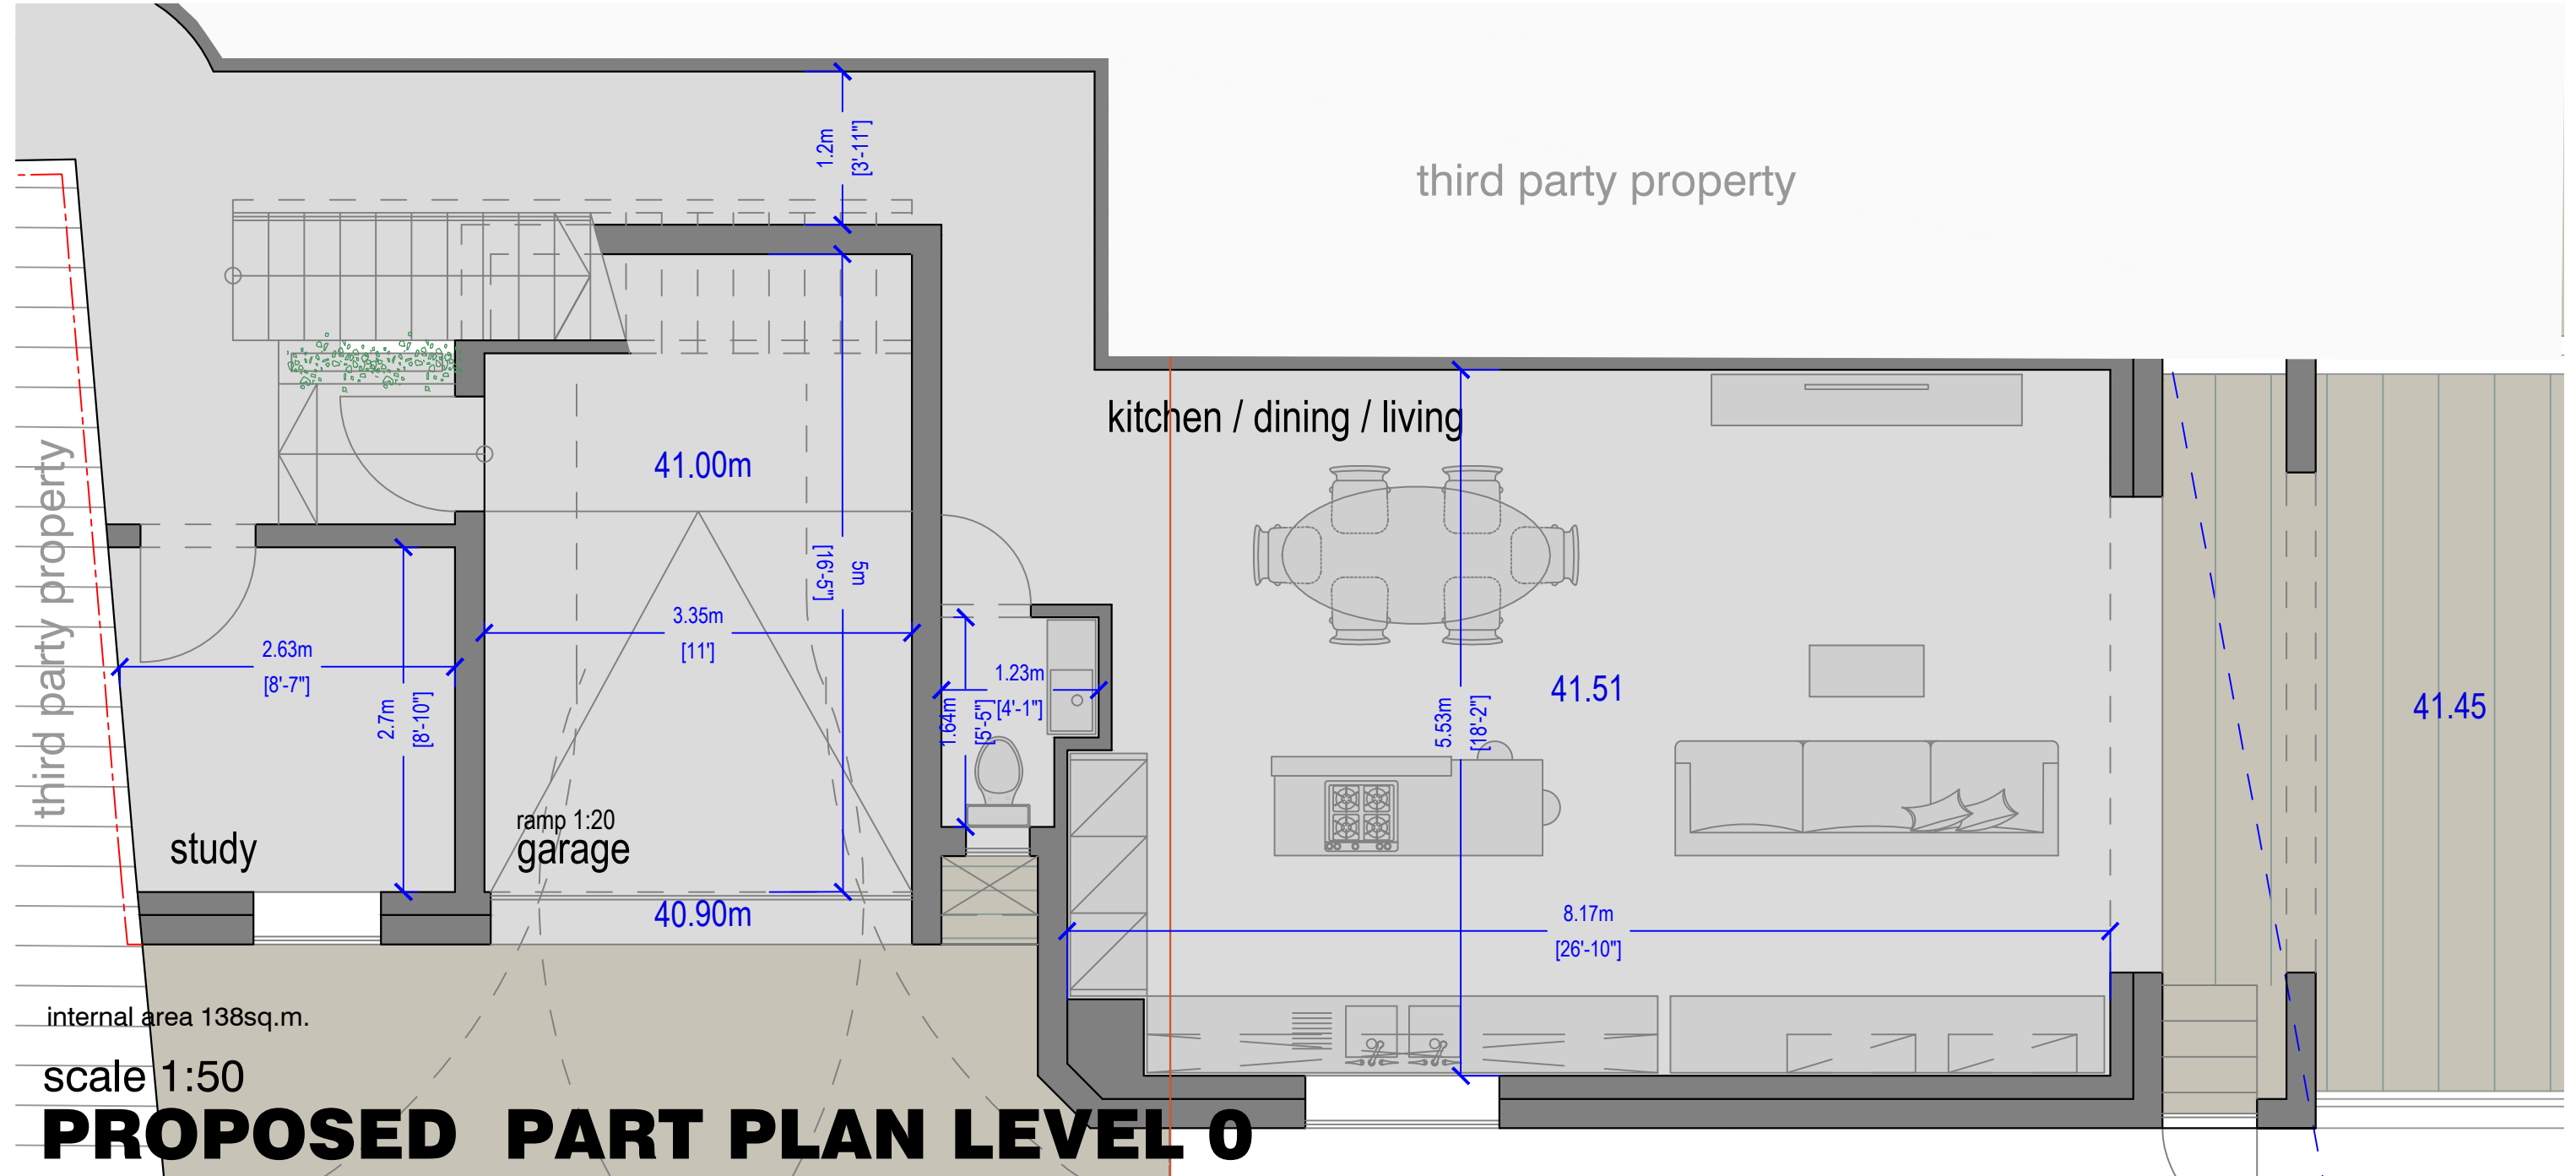 1.2m
[3'-11"]
third party property
kitchen / dining / living
41.00m
5m
[16'-5"]
3.35m
[11']
2.63m
[8'-7"]
2.7m
[8'-10"]
1.23m
[4'-1"]
1.64m
[5'-5"]
41.51
5.53m
[18'-2"]
41.45
third party property
study
ramp 1:20
garage
40.90m
8.17m
[26'-10"]
internal area 138sq.m.
scale 1:50
PROPOSED PART PLAN LEVEL 0